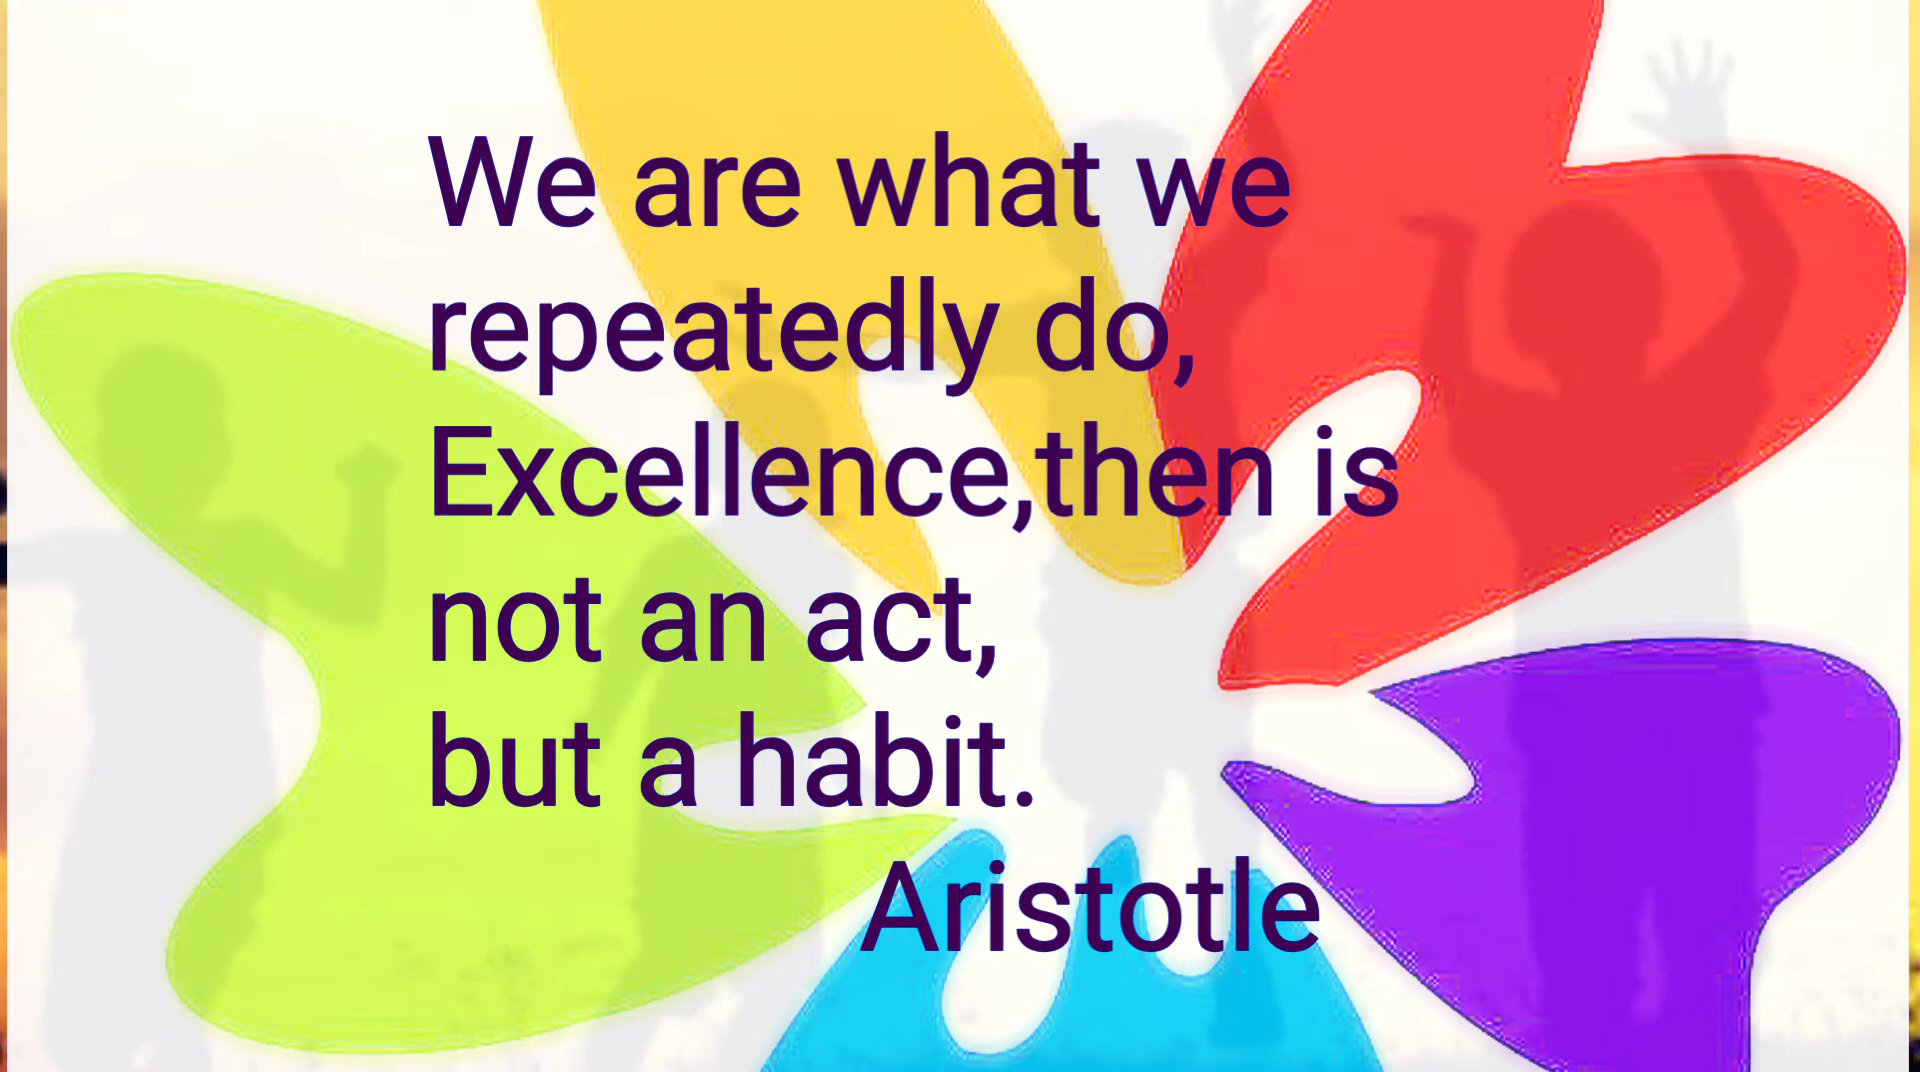 We are what we
repeatedly do,
Excellence,then is
not an act,
but a habit.
Aristotle